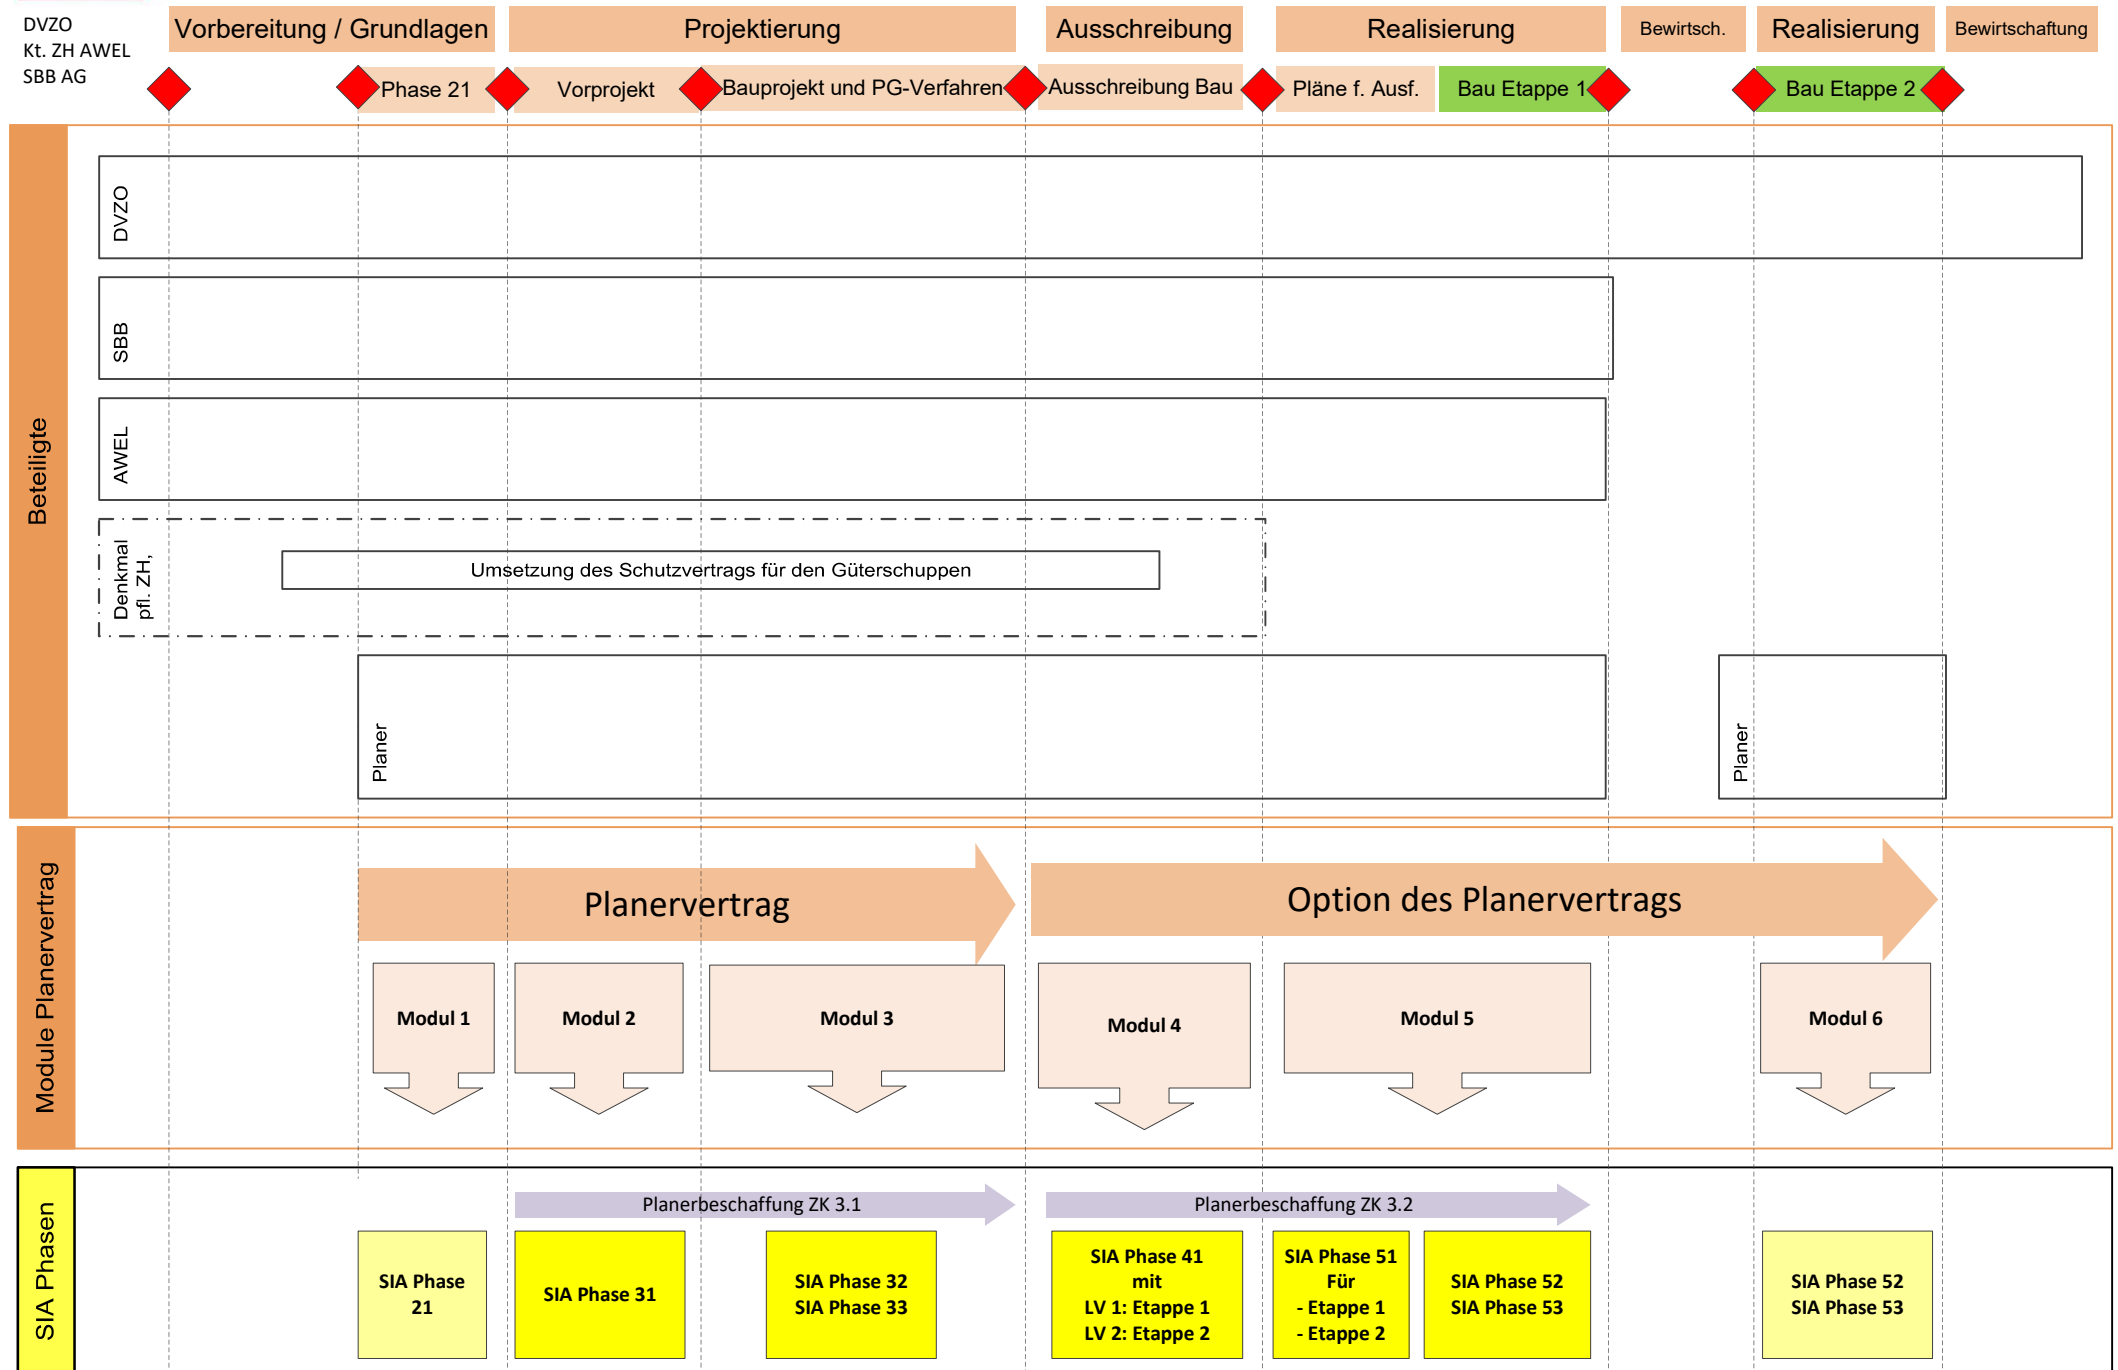 DVZO
Kt. ZH AWEL
SBB AG
Vorbereitung / Grundlagen
Projektierung
Ausschreibung
Realisierung
Bewirtsch.
Realisierung
Bewirtschaftung
Phase 21
Vorprojekt
Bauprojekt und PG-Verfahren
Ausschreibung Bau
Pläne f. Ausf.
Bau Etappe 1
Bau Etappe 2
Beteiligte
DVZO
SBB
AWEL
Denkmal
pfl. ZH,
Umsetzung des Schutzvertrags für den Güterschuppen
Planer
Planer
Module Planervertrag
Planervertrag
Option des Planervertrags
Modul 1
Modul 2
Modul 3
Modul 4
Modul 5
Modul 6
SIA Phasen
Planerbeschaffung ZK 3.1
Planerbeschaffung ZK 3.2
SIA Phase
21
SIA Phase 31
SIA Phase 32
SIA Phase 33
SIA Phase 41
mit
LV 1: Etappe 1
LV 2: Etappe 2
SIA Phase 51
Für
- Etappe 1
- Etappe 2
SIA Phase 52
SIA Phase 53
SIA Phase 52
SIA Phase 53